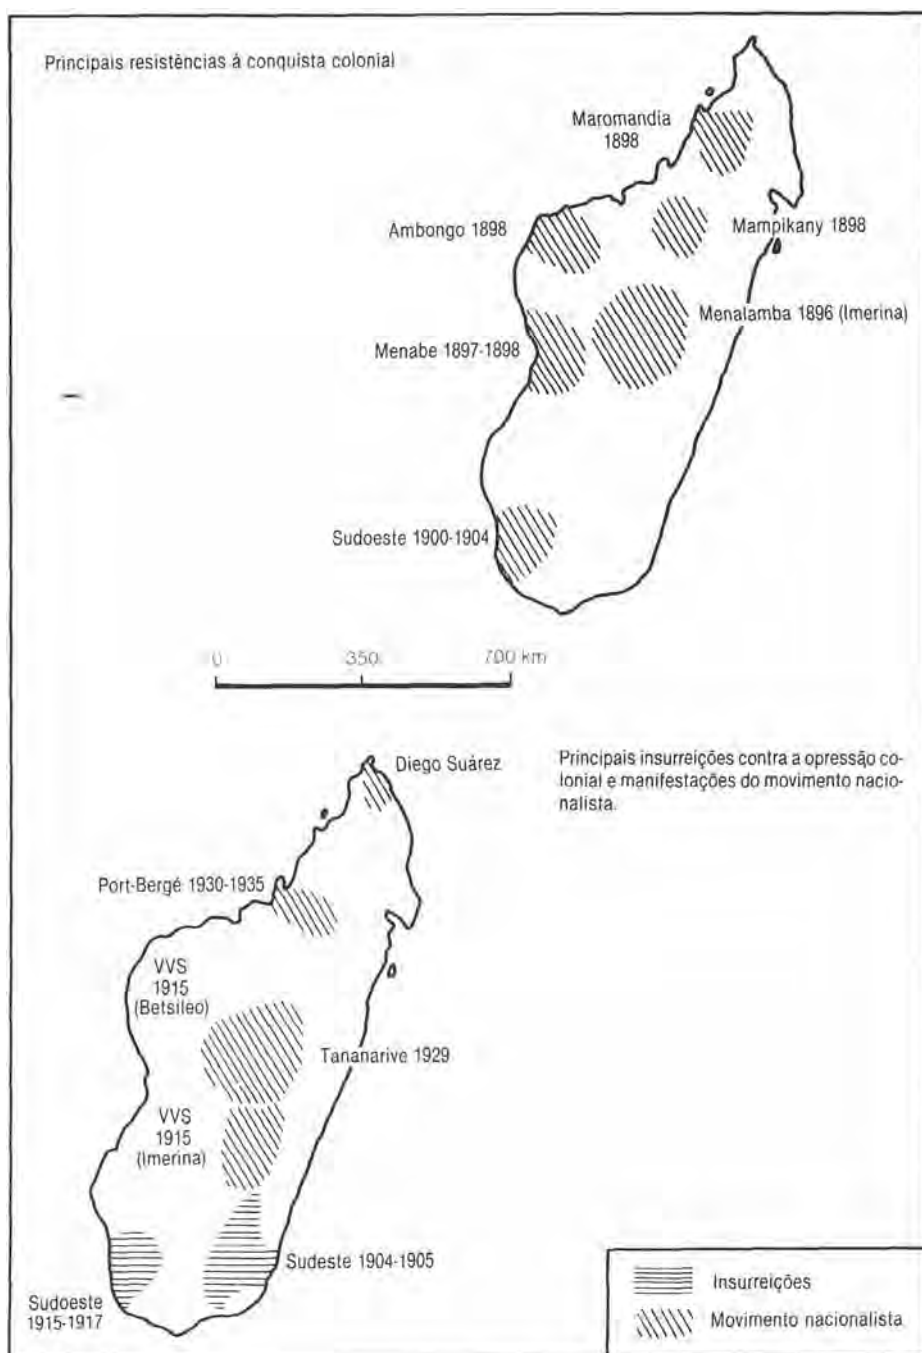 Principais resistências à conquista colonial
Maromandia
1898
Ambongo 1898
Mampikany 1898
Menalamba 1896 (Imerina)
Menabe 1897-1898
Sudoeste 1900-1904
0 350 700 km
Diego Suárez
Principais insurreições contra a opressão co-
lonial e manifestações do movimento nacio-
nalista.
Port-Bergé 1930-1935
VVS
1915
(Betsileo)
Tananarive 1929
VVS
1915
(Imerina)
Sudeste 1904-1905
Sudoeste
1915-1917
Insurreições
Movimento nacionalista